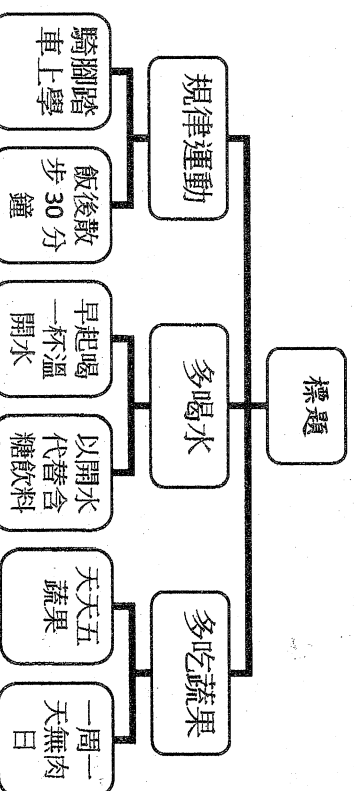 標題
規律運動
多喝水
多吃蔬果
騎腳踏
車上學
飯後散
步 30 分
鐘
早起喝
一杯溫
開水
以開水
代替含
糖飲料
天天五
蔬果
一周一
天無肉
日